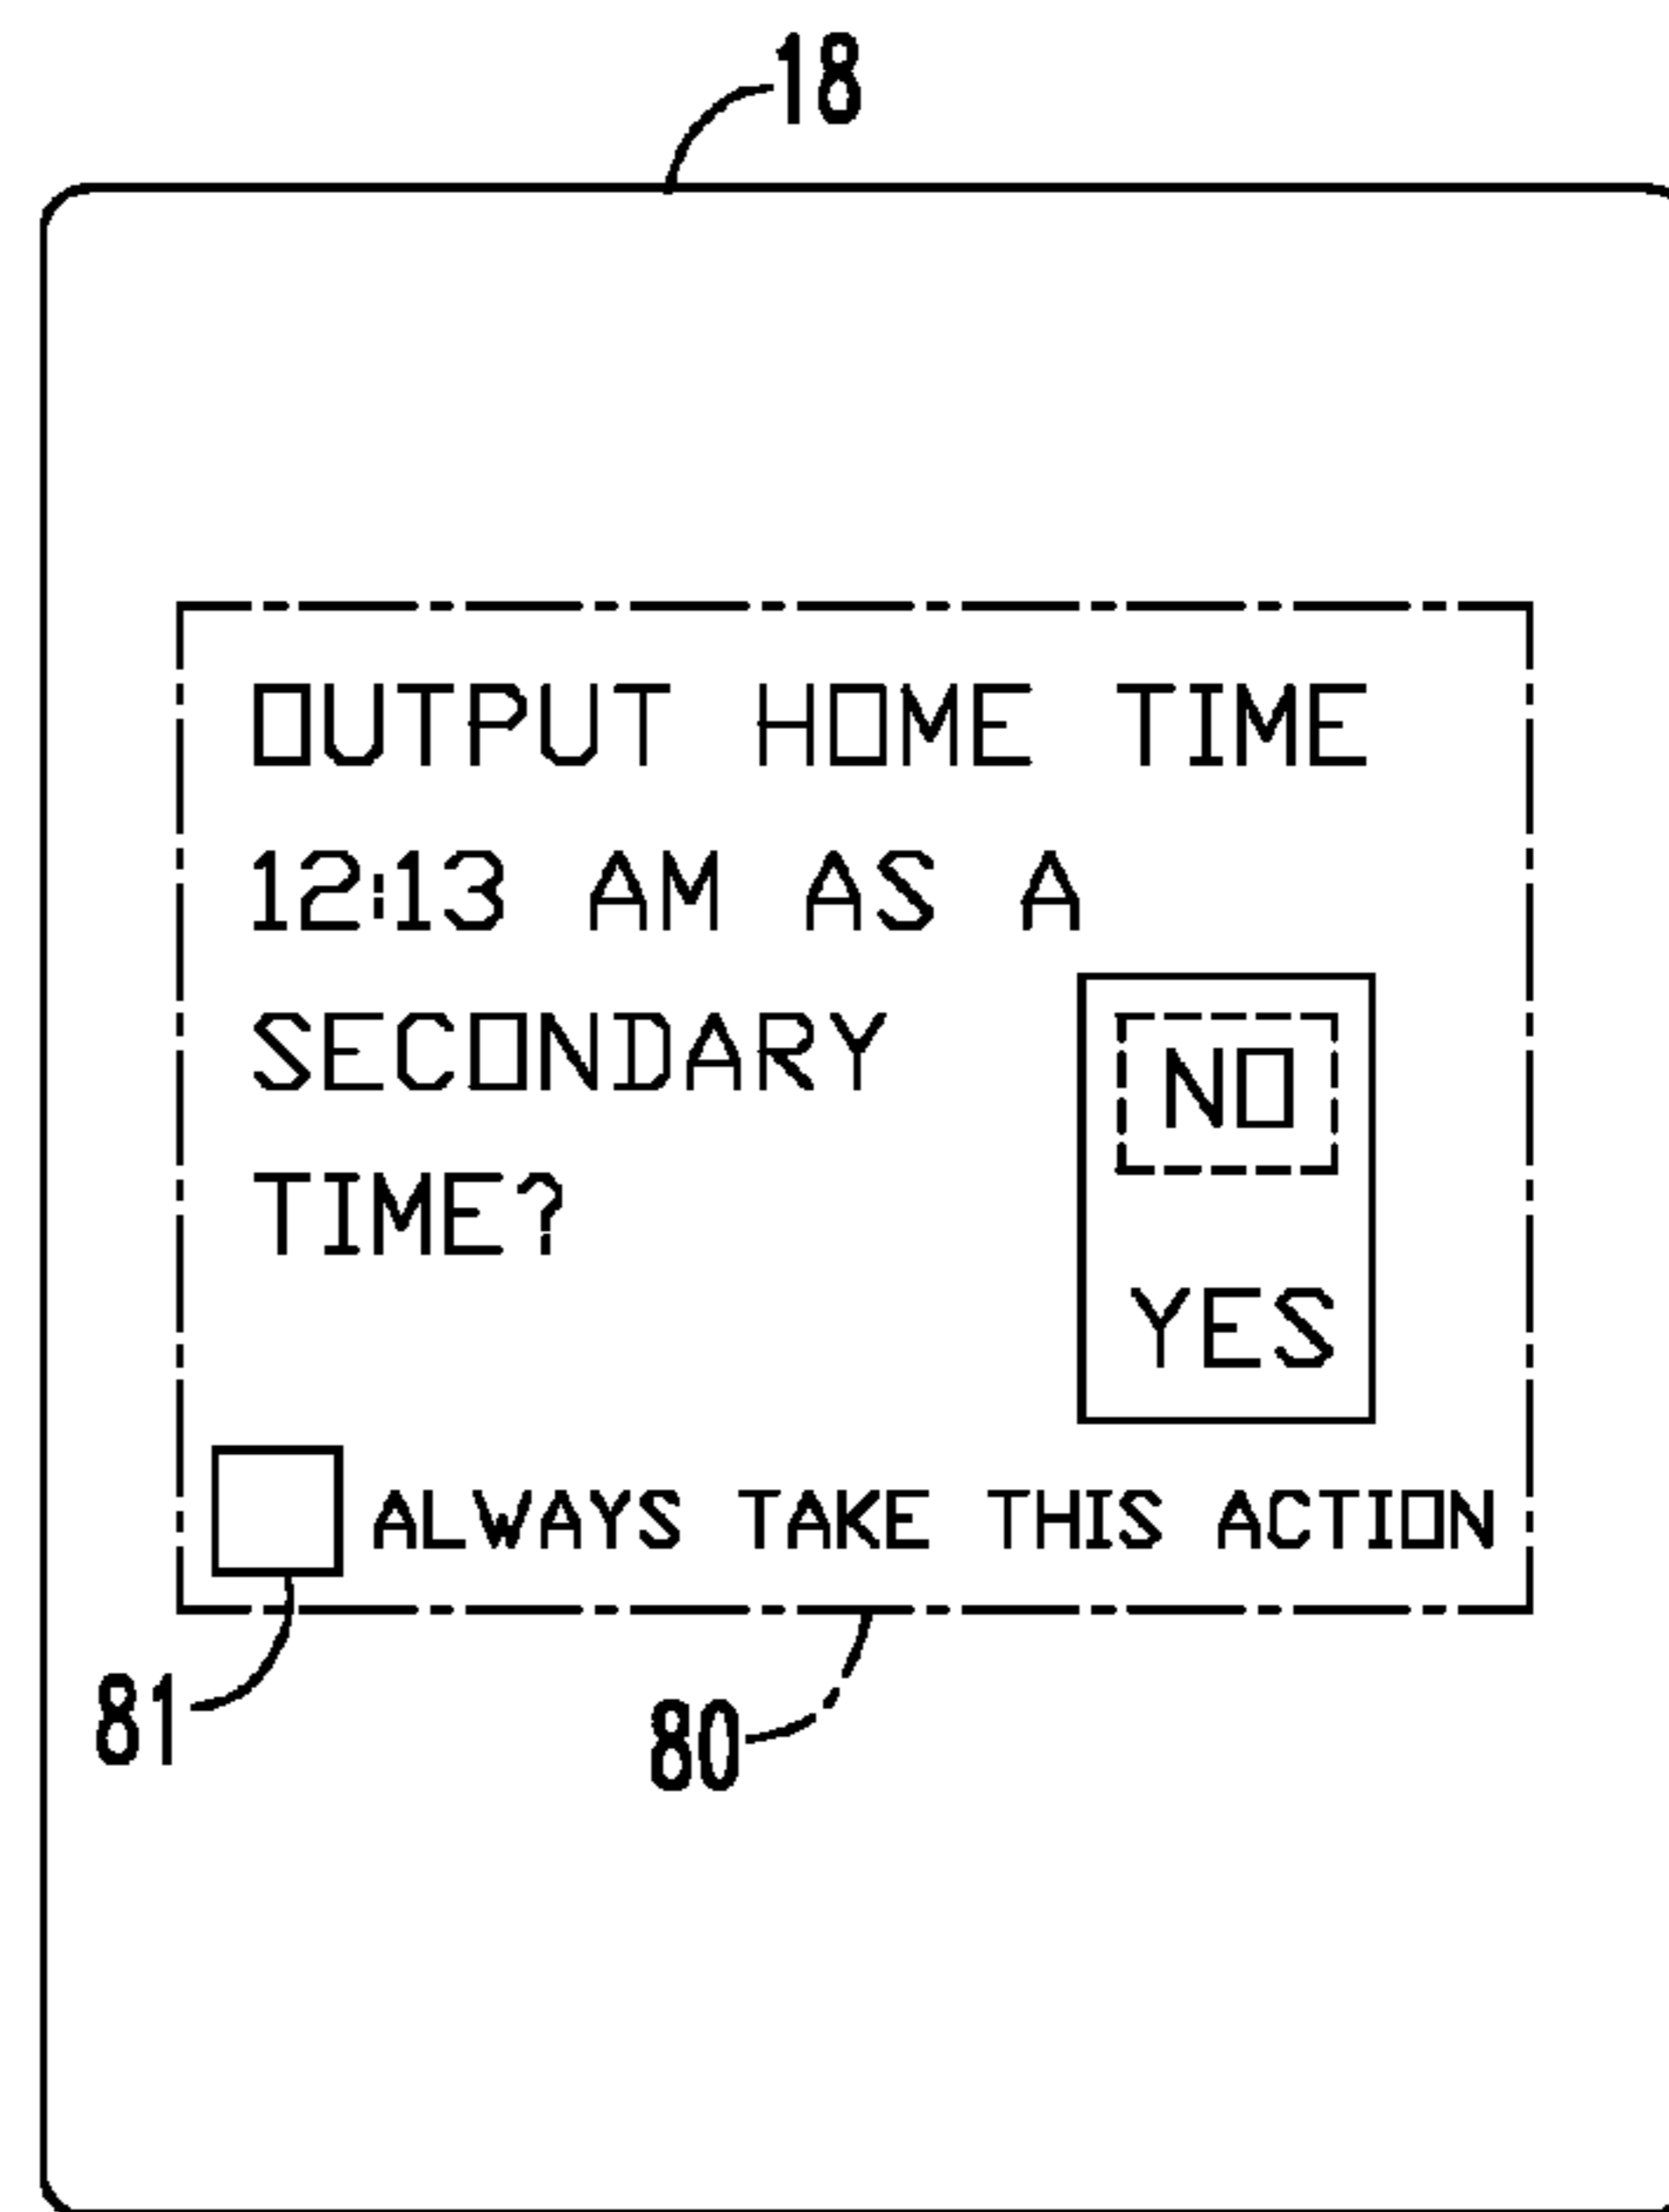 18
OUTPUT HOME TIME
12:13 AM AS A
SECONDARY
TIME?
NO
YES
ALWAYS TAKE THIS ACTION
81
80